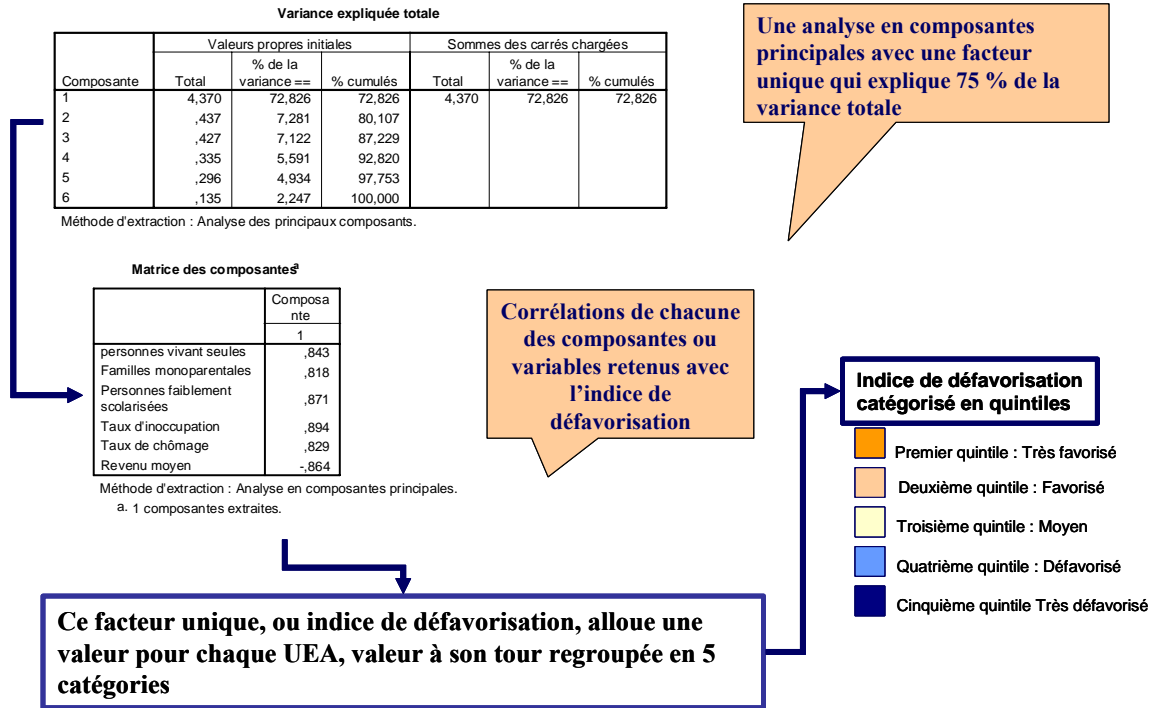 Variance expliquée totale
Valeurs propres initiales Sommes des carrés chargées
Composante Total % de la variance == % cumulés Total % de la variance == % cumulés
1 4,370 72,826 72,826 4,370 72,826 72,826
2 ,437 7,281 80,107
3 ,427 7,122 87,229
4 ,335 5,591 92,820
5 ,296 4,934 97,753
6 ,135 2,247 100,000
Méthode d'extraction : Analyse des principaux composants.
Une analyse en composantes
principales avec une facteur
unique qui explique 75 % de la
variance totale
Matrice des composantesª
Composa
nte
1
personnes vivant seules ,843
Familles monoparentales ,818
Personnes faiblement
scolarisées ,871
Taux d'inoccupation ,894
Taux de chômage ,829
Revenu moyen -,864
Méthode d'extraction : Analyse en composantes principales.
a. 1 composantes extraites.
Corrélations de chacune
des composantes ou
variables retenus avec
l’indice de
défavorisation
Indice de défavorisation
catégorisé en quintiles
Premier quintile : Très favorisé
Deuxième quintile : Favorisé
Troisième quintile : Moyen
Quatrième quintile : Défavorisé
Cinquième quintile Très défavorisé
Ce facteur unique, ou indice de défavorisation, alloue une
valeur pour chaque UEA, valeur à son tour regroupée en 5
catégories